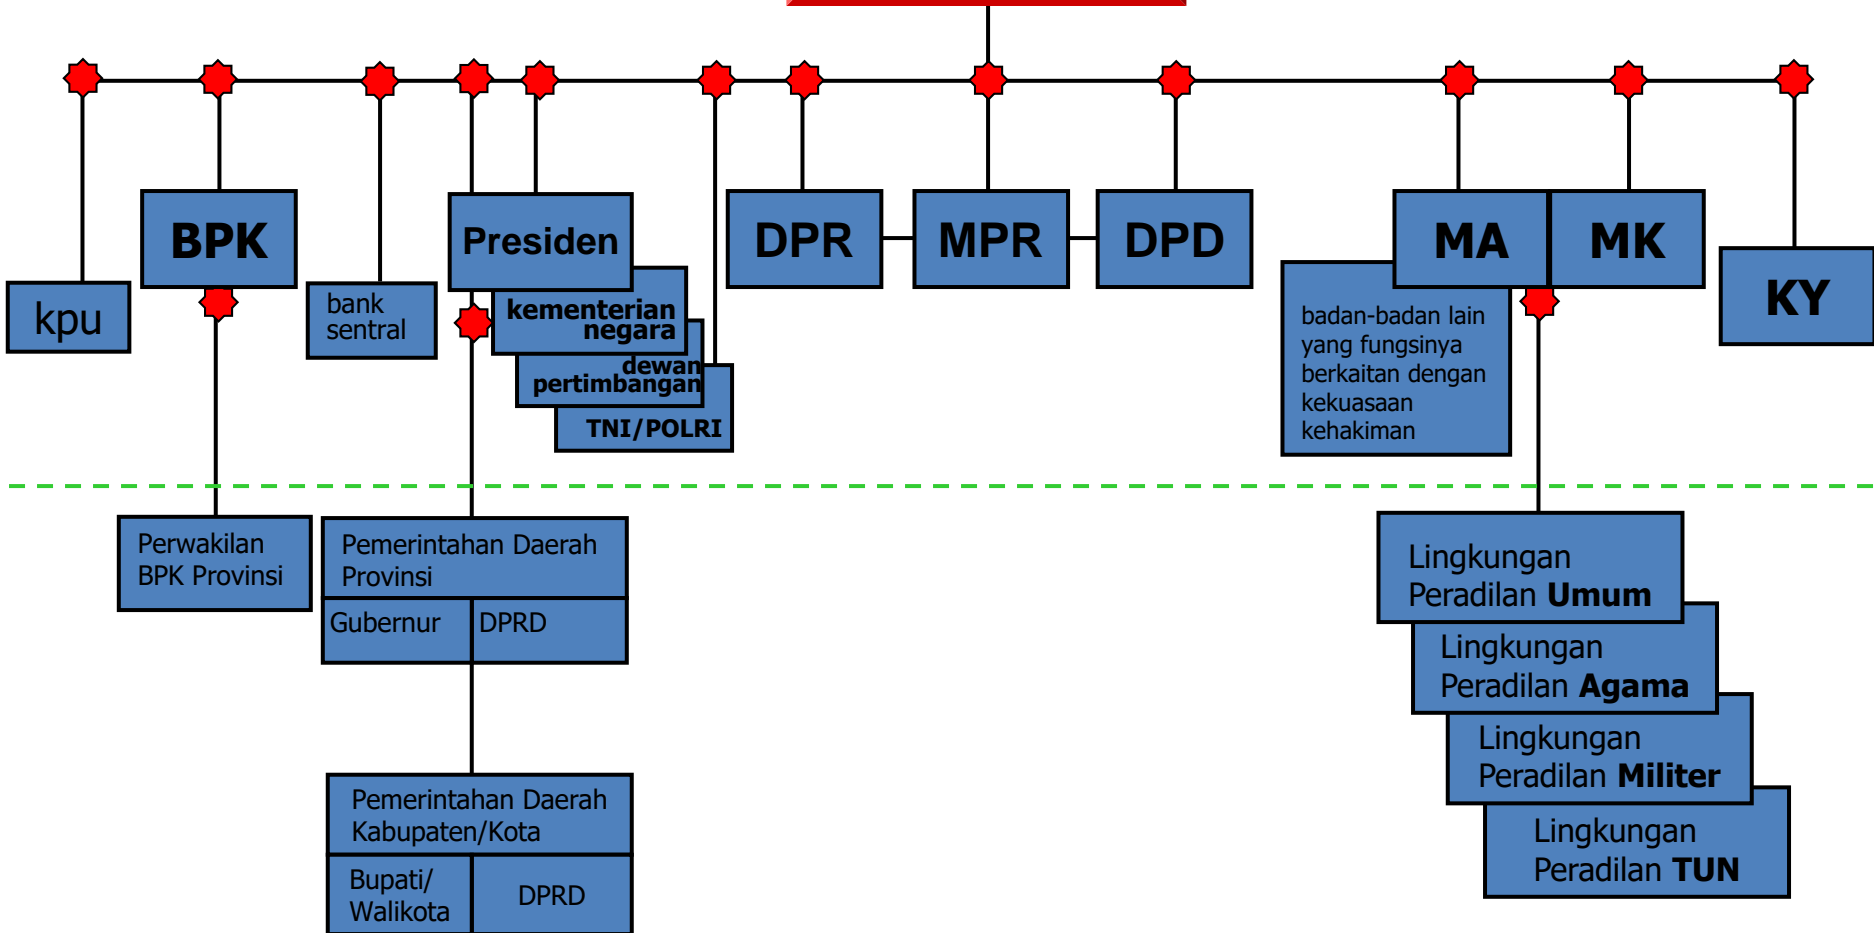 BPK
Presiden
DPR
MPR
DPD
MA
MK
KY
kpu
bank
sentral
kementerian
negara
dewan
pertimbangan
TNI/POLRI
badan-badan lain
yang fungsinya
berkaitan dengan
kekuasaan
kehakiman
Perwakilan
BPK Provinsi
Pemerintahan Daerah
Provinsi
Gubernur
DPRD
Pemerintahan Daerah
Kabupaten/Kota
Bupati/
Walikota
DPRD
Lingkungan
Peradilan Umum
Lingkungan
Peradilan Agama
Lingkungan
Peradilan Militer
Lingkungan
Peradilan TUN